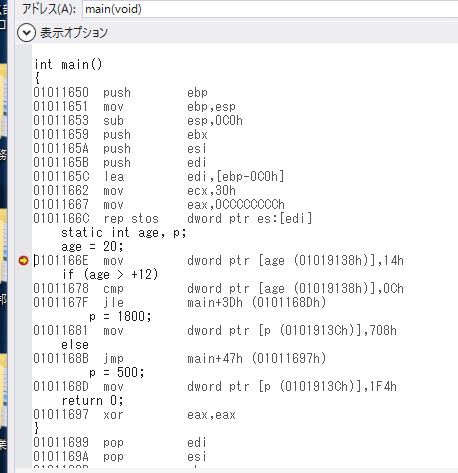 アドレス(A): main(void)
表示オプション
int main()
{
01011650 push ebp
01011651 mov ebp,esp
01011653 sub esp,0C0h
01011659 push ebx
0101165A push esi
0101165B push edi
0101165C lea edi,[ebp-0C0h]
01011662 mov ecx,30h
01011667 mov eax,0CCCCCCCCh
0101166C rep stos dword ptr es:[edi]
static int age, p;
age = 20;
0101166E mov dword ptr [age (01019138h)],14h
if (age > +12)
01011678 cmp dword ptr [age (01019138h)],0Ch
0101167F jle main+3Dh (0101168Dh)
p = 1800;
01011681 mov dword ptr [p (0101913Ch)],708h
else
0101168B jmp main+47h (01011697h)
p = 500;
0101168D mov dword ptr [p (0101913Ch)],1F4h
return 0;
01011697 xor eax,eax
}
01011699 pop edi
0101169A pop esi